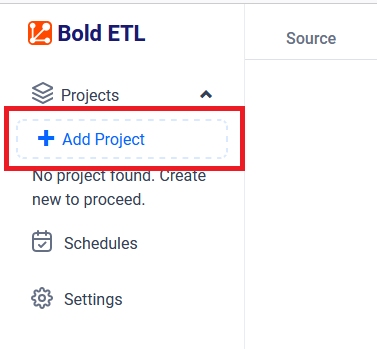 Bold ETL
Source
Projects
Add Project
No project found. Create
new to proceed.
Schedules
Settings